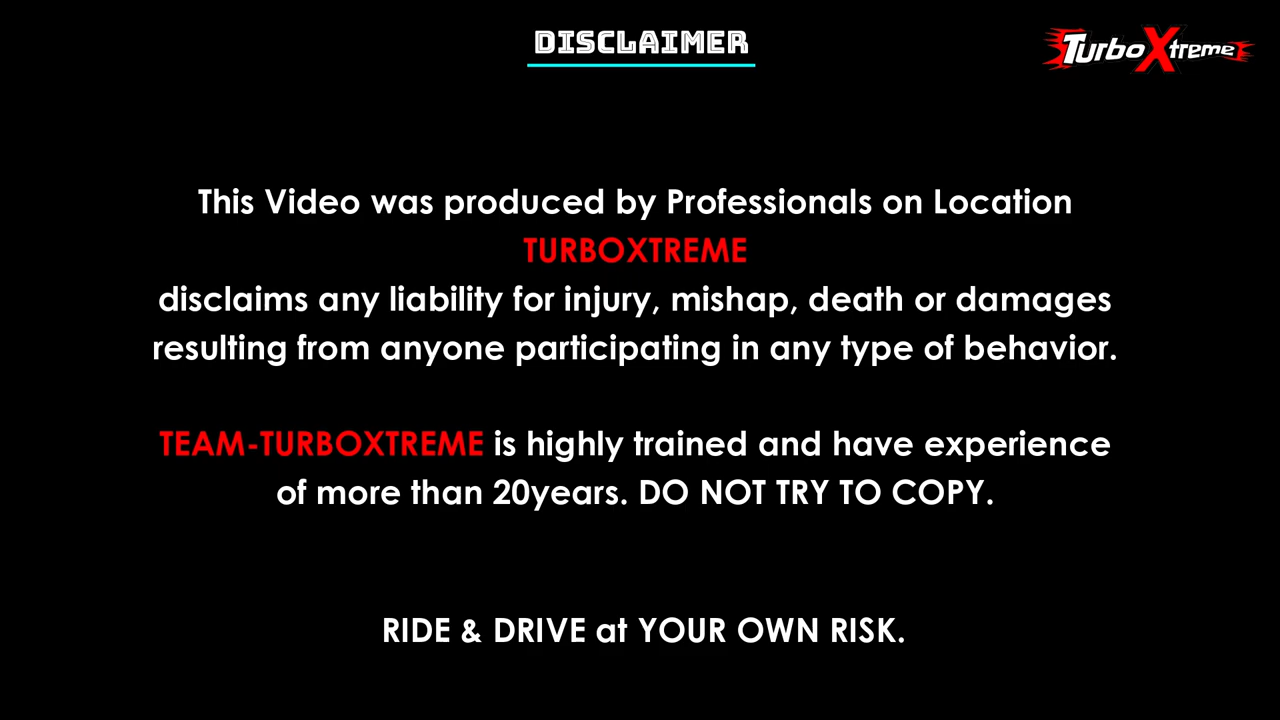 DISCLAIMER
TurboXtreme
This Video was produced by Professionals on Location
TURBOXTREME
disclaims any liability for injury, mishap, death or damages
resulting from anyone participating in any type of behavior.
TEAM-TURBOXTREME is highly trained and have experience
of more than 20years. DO NOT TRY TO COPY.
RIDE & DRIVE at YOUR OWN RISK.